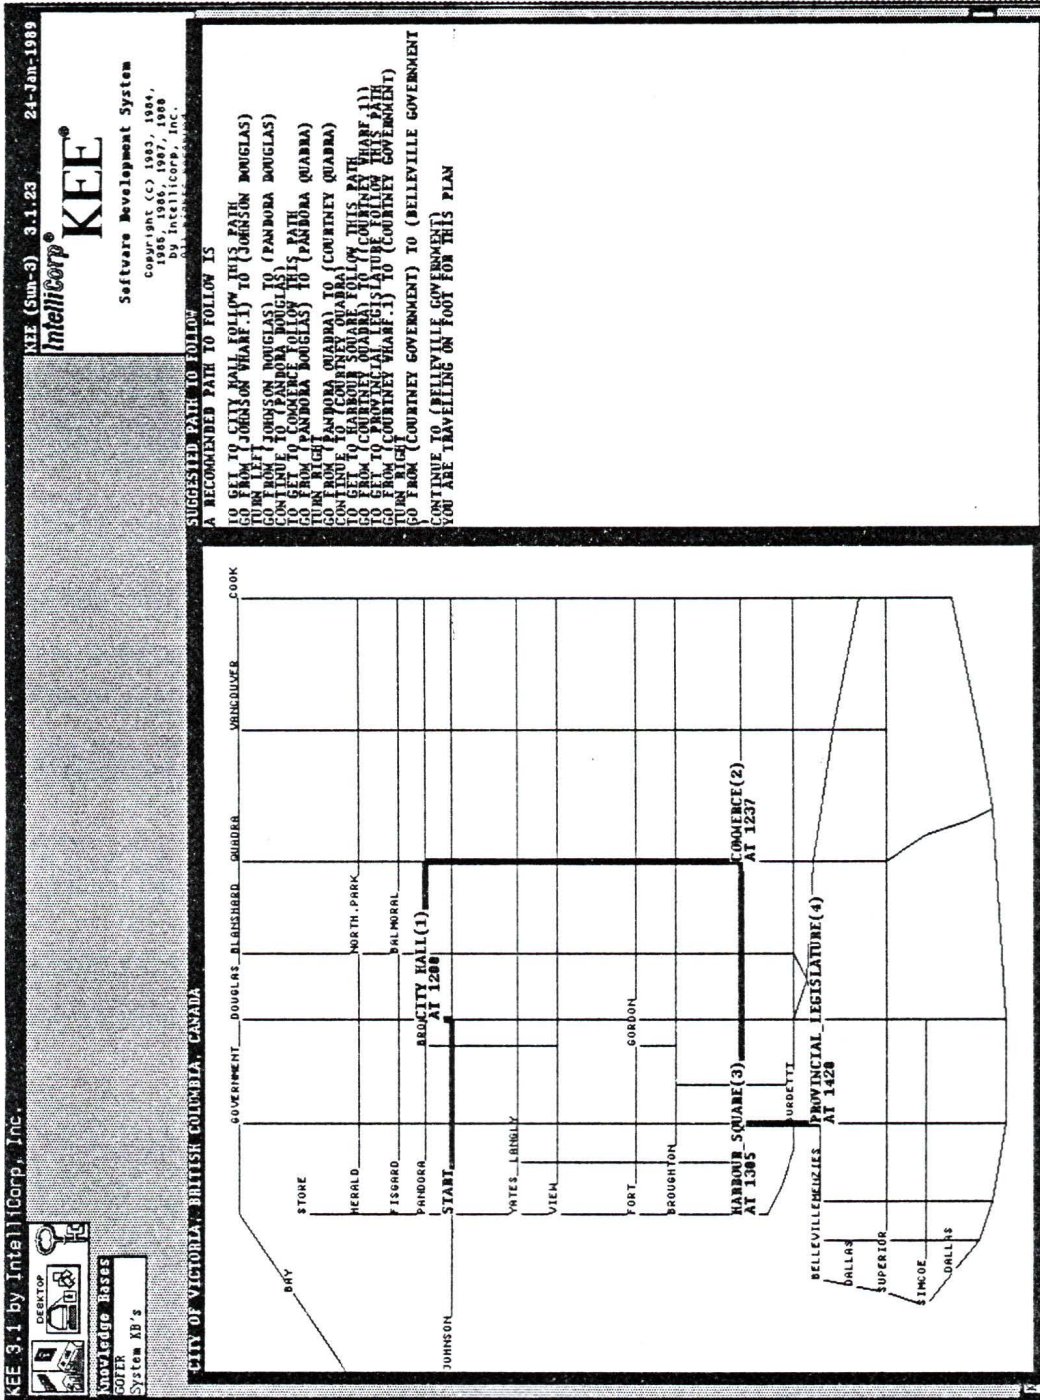 KEE 3.1 by IntelliCorp, Inc.
KEE (Sun-3) 3.1.23 24-Jan-1989
DESKTOP
Knowledge Bases
GOFER
System KB's
IntelliCorp®
KEE®
Software Development System
Copyright (c) 1983, 1984,
1985, 1986, 1987, 1988
by IntelliCorp, Inc.
All Rights Reserved
CITY OF VICTORIA, BRITISH COLUMBIA, CANADA
GOVERNMENT
DOUGLAS
BLANSHARD
QUADRA
VANCOUVER
COOK
BAY
STORE
HERALD
NORTH.PARK
FISGARD
BALMORAL
PANDORA
CITY HALL(1)
AT 1200
JOHNSON
START
YATES
LANGLY
VIEW
FORT
GORDON
BROUGHTON
HARBOUR SQUARE(3)
AT 1305
COMMERCE(2)
AT 1237
BURDETTI
BELLEVILLE
MENZIES
PROVINCIAL_LEGISLATURE(4)
AT 1420
DALLAS
SUPERIOR
SIMCOE
DALLAS
SUGGESTED PATH TO FOLLOW
A RECOMMENDED PATH TO FOLLOW IS
TO GET TO CITY HALL FOLLOW THIS PATH
GO FROM (JOHNSON WHARF.1) TO (JOHNSON DOUGLAS)
TURN LEFT
GO FROM (JOHNSON DOUGLAS) TO (PANDORA DOUGLAS)
CONTINUE TO (PANDORA DOUGLAS)
TO GET TO COMMERCE FOLLOW THIS PATH
GO FROM (PANDORA DOUGLAS) TO (PANDORA QUADRA)
TURN RIGHT
GO FROM (PANDORA QUADRA) TO (COURTNEY QUADRA)
CONTINUE TO (COURTNEY QUADRA)
TO GET TO HARBOUR SQUARE FOLLOW THIS PATH
GO FROM (COURTNEY QUADRA) TO ((COURTNEY WHARF.1))
TO GET TO PROVINCIAL LEGISLATURE FOLLOW THIS PATH
GO FROM (COURTNEY WHARF.1) TO (COURTNEY GOVERNMENT)
TURN RIGHT
GO FROM (COURTNEY GOVERNMENT) TO (BELLEVILLE GOVERNMENT
)
CONTINUE TO (BELLEVILLE GOVERNMENT)
YOU ARE TRAVELLING ON FOOT FOR THIS PLAN